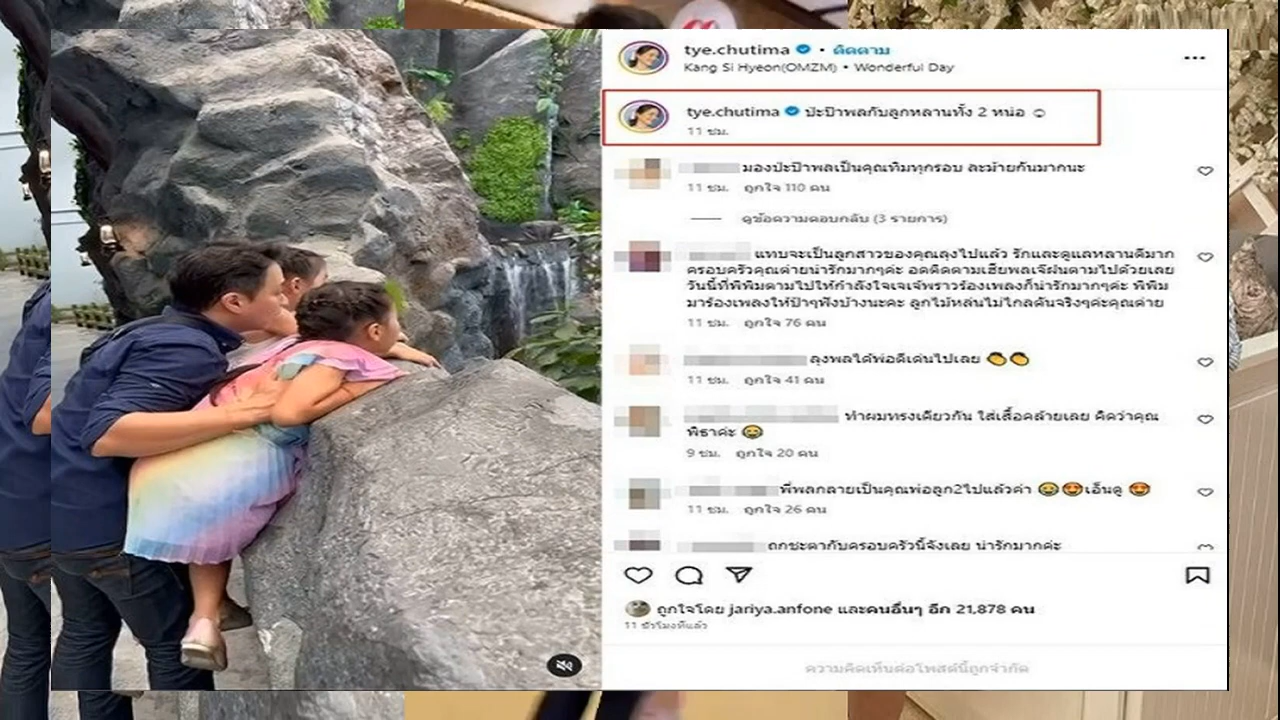 tye.chutima • ติดตาม
Kang Si Hyeon(OMZM) • Wonderful Day
tye.chutima ป่ะป๊าพลกับลูกหลานทั้ง 2 หน่อ
11 ชม.
มองป่ะป๊าพลเป็นคุณทิมทุกรอบ ละม้ายกันมากนะ
11 ชม. ถูกใจ 110 คน
ดูข้อความตอบกลับ (3 รายการ)
แทบจะเป็นลูกสาวของคุณลุงไปแล้ว รักและดูแลหลานดีมาก
ครอบครัวคุณต่ายน่ารักมากๆค่ะ อดติดตามเฮียพลเจ๊ฝนตามไปด้วยเลย
วันนี้ที่พิพิมตามไปให้กำลังใจเจเจ้พราวร้องเพลงก็น่ารักมากๆค่ะ พิพิม
มาร้องเพลงให้ป้าๆฟังบ้างนะคะ ลูกไม้หล่นไม่ไกลต้นจริงๆค่ะคุณต่าย
11 ชม. ถูกใจ 76 คน
ลุงพลได้พ่อดีเด่นไปเลย 👏👏
11 ชม. ถูกใจ 41 คน
ทำผมทรงเดียวกัน ใส่เสื้อคล้ายเลย คิดว่าคุณ
พิธาค่ะ 😂
9 ชม. ถูกใจ 20 คน
พี่พลกลายเป็นคุณพ่อลูก2ไปแล้วค่า 😂😍เอ็นดู 😍
11 ชม. ถูกใจ 26 คน
ถูกชะตากับครอบครัวนี้จังเลย น่ารักมากค่ะ
ถูกใจโดย jariya.anfone และคนอื่นๆ อีก 21,878 คน
11 ชั่วโมงที่แล้ว
ความคิดเห็นต่อโพสต์นี้ถูกจำกัด